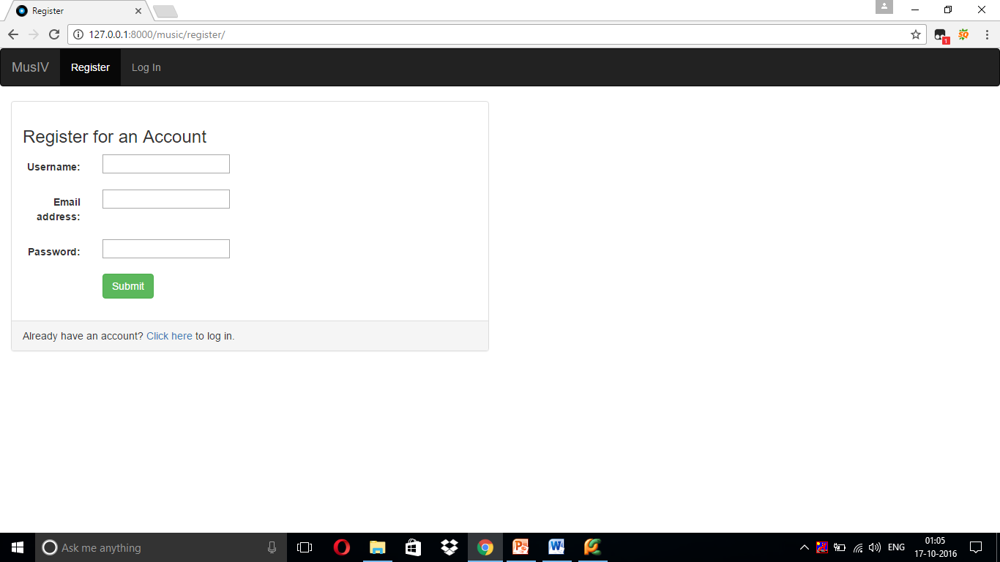 Register
127.0.0.1:8000/music/register/
SQ
1
MusIV Register Log In
Register for an Account
Username:
Email
address:
Password:
Submit
Already have an account? Click here to log in.
Ask me anything
ENG
01:05
17-10-2016